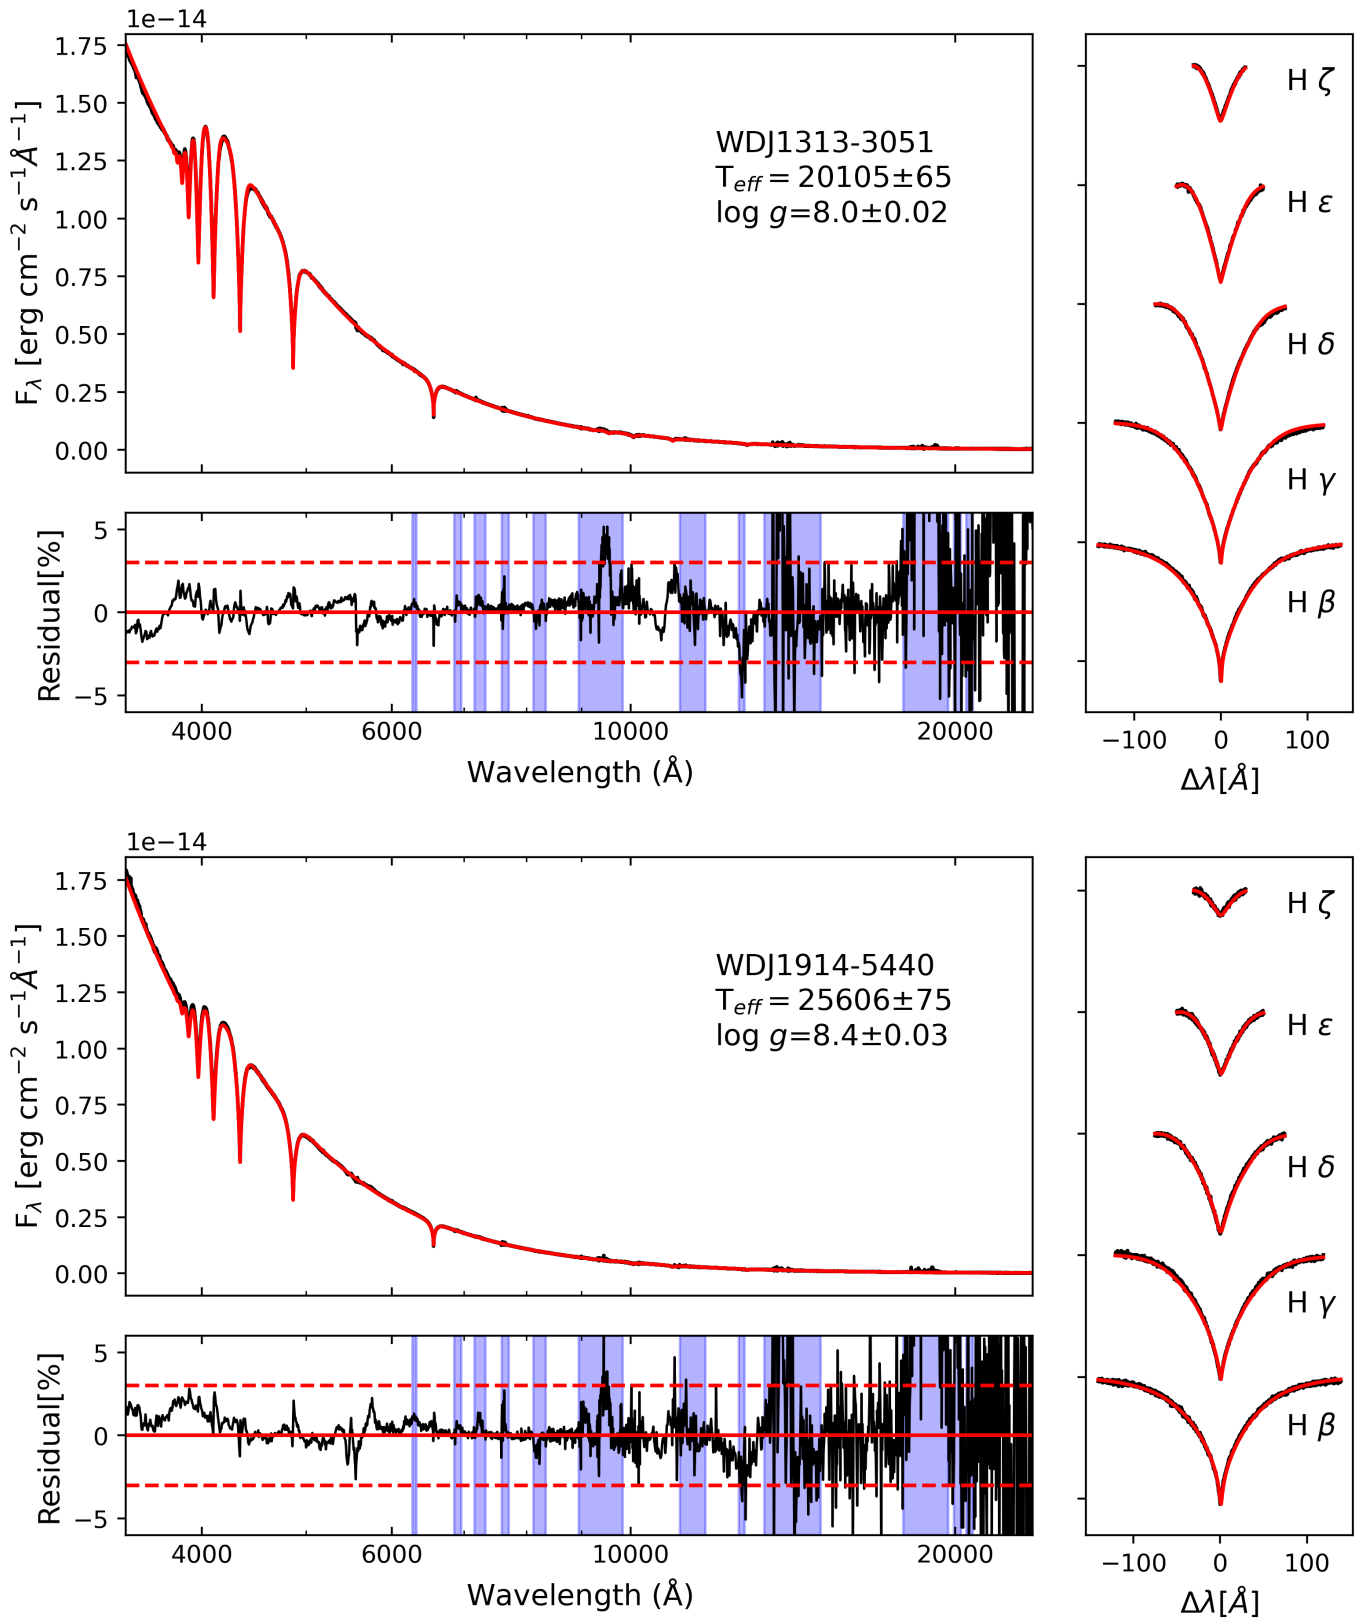 1e−14
1.75
1.50
1.25
1.00
0.75
0.50
0.25
0.00
F_λ [erg cm⁻² s⁻¹Å⁻¹]
WDJ1313-3051
T_eff = 20105±65
log g=8.0±0.02
5
0
−5
Residual[%]
4000 6000 10000 20000
Wavelength (Å)
H ζ
H ε
H δ
H γ
H β
−100 0 100
Δλ[Å]
1e−14
1.75
1.50
1.25
1.00
0.75
0.50
0.25
0.00
F_λ [erg cm⁻² s⁻¹Å⁻¹]
WDJ1914-5440
T_eff = 25606±75
log g=8.4±0.03
5
0
−5
Residual[%]
4000 6000 10000 20000
Wavelength (Å)
H ζ
H ε
H δ
H γ
H β
−100 0 100
Δλ[Å]